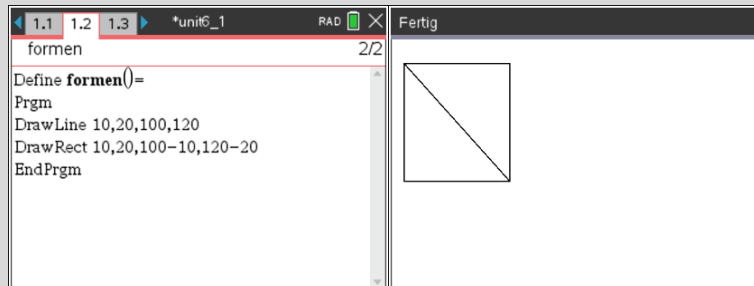 1.1 1.2 1.3 *unit6_1 RAD
formen 2/2
Define formen()=
Prgm
DrawLine 10,20,100,120
DrawRect 10,20,100−10,120−20
EndPrgm
Fertig